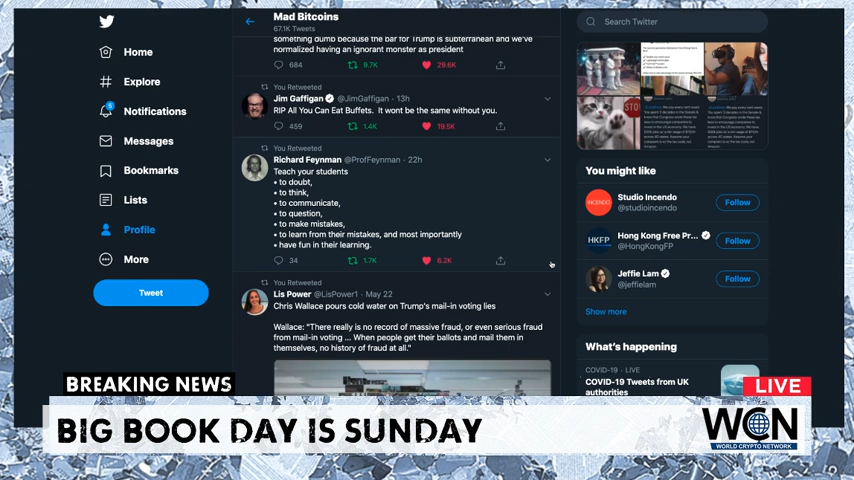 Home
Explore
5
Notifications
Messages
Bookmarks
Lists
Profile
More
Tweet
Mad Bitcoins
67.1K Tweets
something dumb because the bar for Trump is subterranean and we've
normalized having an ignorant monster as president
684 9.7K 29.6K
You Retweeted
Jim Gaffigan @JimGaffigan · 13h
RIP All You Can Eat Buffets. It wont be the same without you.
459 1.4K 19.5K
You Retweeted
Richard Feynman @ProfFeynman · 22h
Teach your students
• to doubt,
• to think,
• to communicate,
• to question,
• to make mistakes,
• to learn from their mistakes, and most importantly
• have fun in their learning.
34 1.7K 6.2K
You Retweeted
Lis Power @LisPower1 · May 22
Chris Wallace pours cold water on Trump's mail-in voting lies
Wallace: "There really is no record of massive fraud, or even serious fraud
from mail-in voting ... When people get their ballots and mail them in
themselves, no history of fraud at all."
Search Twitter
STO
You might like
INCENDO
Studio Incendo
@studioincendo
Follow
HKFP
Hong Kong Free Pr...
@HongKongFP
Follow
Jeffie Lam
@jeffielam
Follow
Show more
What's happening
COVID-19 · LIVE
COVID-19 Tweets from UK
authorities
BREAKING NEWS
LIVE
BIG BOOK DAY IS SUNDAY
WCN
WORLD CRYPTO NETWORK